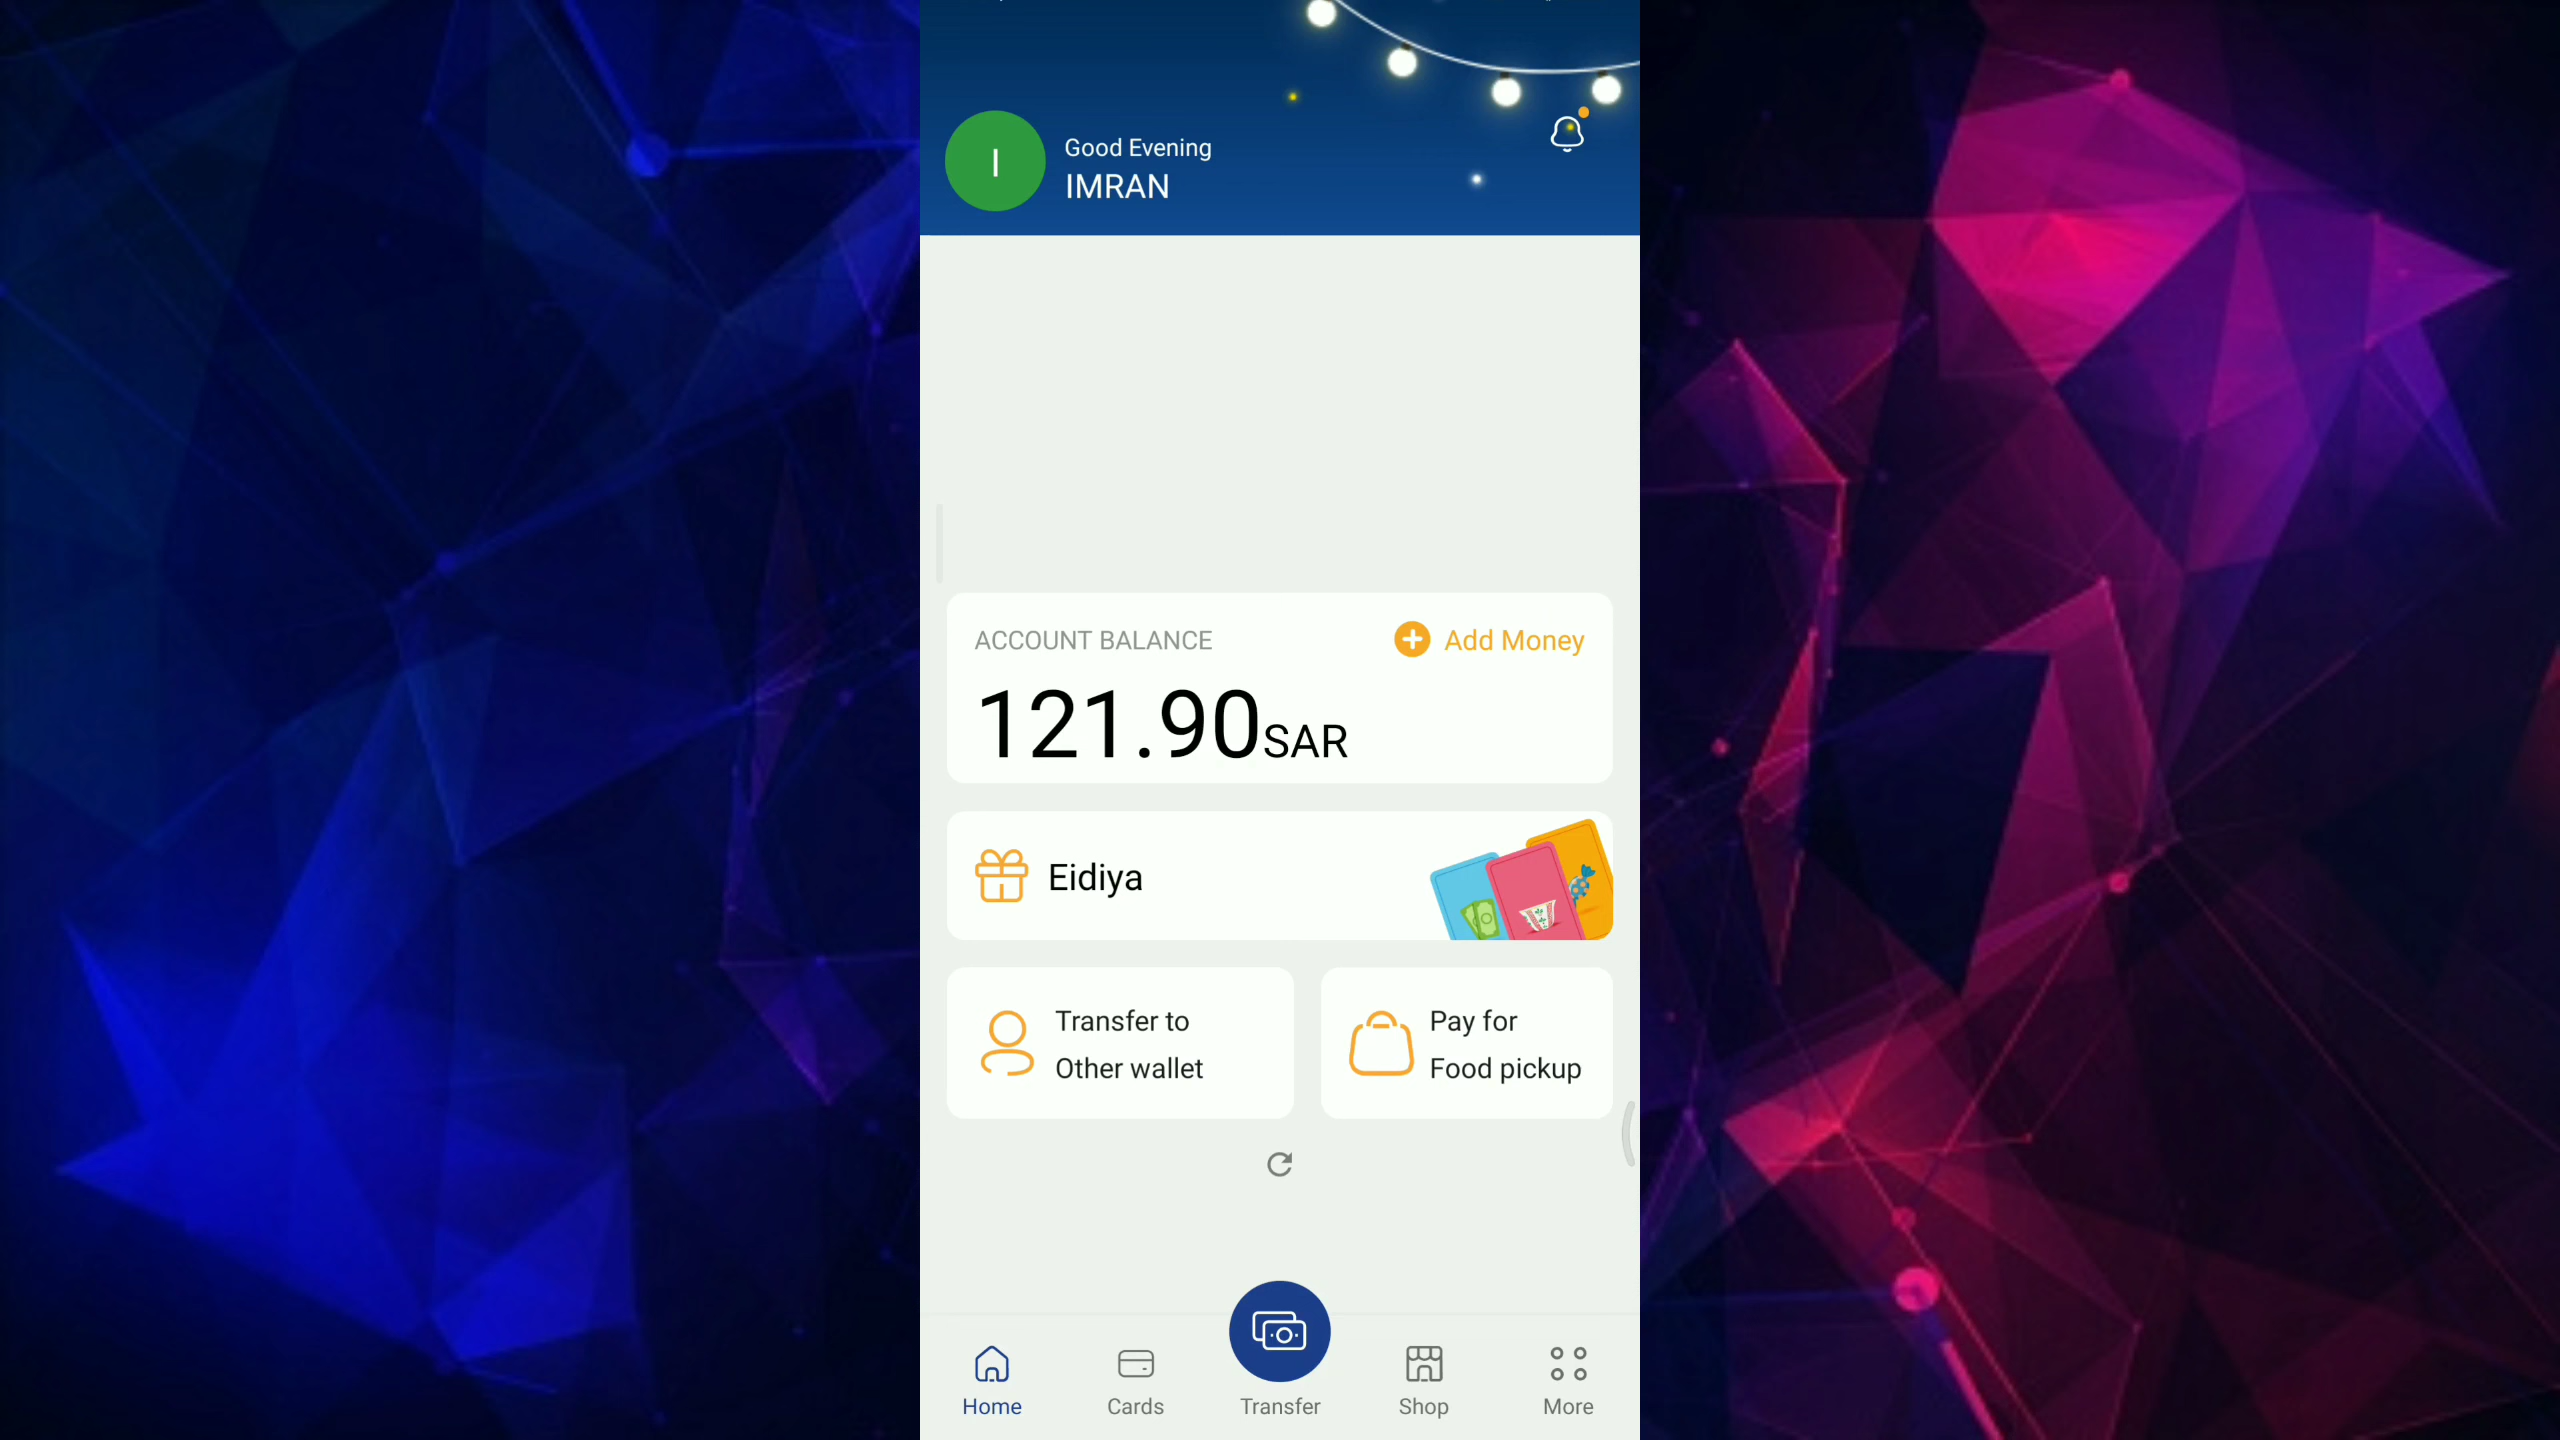 I
Good Evening
IMRAN
ACCOUNT BALANCE
Add Money
121.90SAR
Eidiya
Transfer to
Other wallet
Pay for
Food pickup
Home
Cards
Transfer
Shop
More